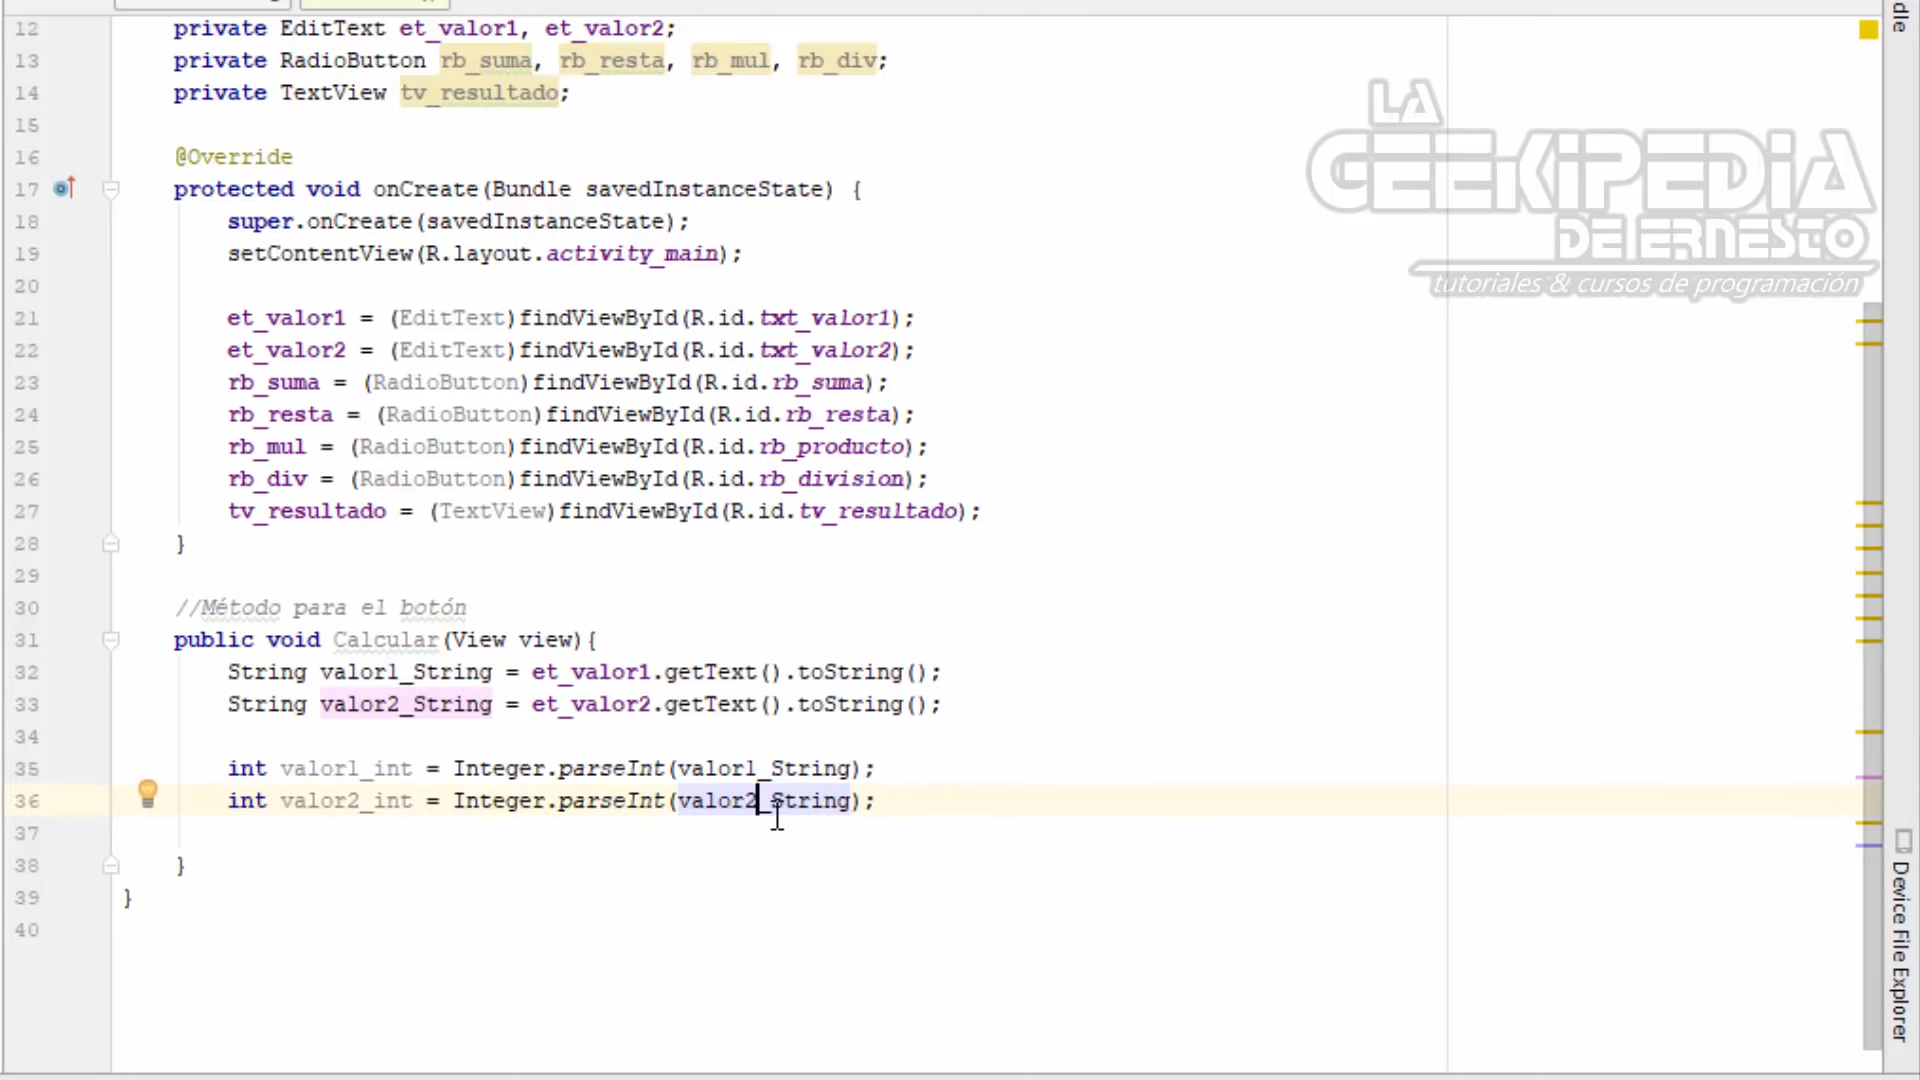 12 private EditText et_valor1, et_valor2;
13 private RadioButton rb_suma, rb_resta, rb_mul, rb_div;
14 private TextView tv_resultado;
15
16 @Override
17 protected void onCreate(Bundle savedInstanceState) {
18 super.onCreate(savedInstanceState);
19 setContentView(R.layout.activity_main);
20
21 et_valor1 = (EditText)findViewById(R.id.txt_valor1);
22 et_valor2 = (EditText)findViewById(R.id.txt_valor2);
23 rb_suma = (RadioButton)findViewById(R.id.rb_suma);
24 rb_resta = (RadioButton)findViewById(R.id.rb_resta);
25 rb_mul = (RadioButton)findViewById(R.id.rb_producto);
26 rb_div = (RadioButton)findViewById(R.id.rb_division);
27 tv_resultado = (TextView)findViewById(R.id.tv_resultado);
28 }
29
30 //Método para el botón
31 public void Calcular(View view){
32 String valor1_String = et_valor1.getText().toString();
33 String valor2_String = et_valor2.getText().toString();
34
35 int valor1_int = Integer.parseInt(valor1_String);
36 int valor2_int = Integer.parseInt(valor2_String);
37
38 }
39 }
40
LA
GEEKIPEDIA
DE ERNESTO
tutoriales & cursos de programación
dle
Device File Explorer